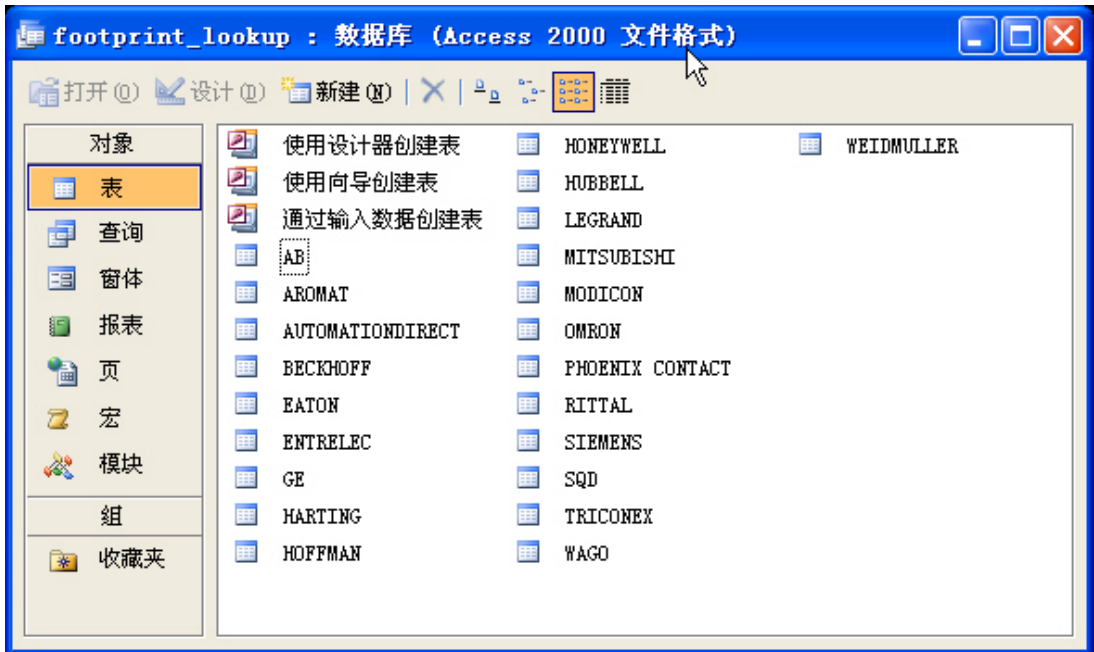 footprint_lookup : 数据库 (Access 2000 文件格式)
打开(O) 设计(D) 新建(N)
对象
表
查询
窗体
报表
页
宏
模块
组
收藏夹
使用设计器创建表
使用向导创建表
通过输入数据创建表
AB
AROMAT
AUTOMATIONDIRECT
BECKHOFF
EATON
ENTRELEC
GE
HARTING
HOFFMAN
HONEYWELL
HUBBELL
LEGRAND
MITSUBISHI
MODICON
OMRON
PHOENIX CONTACT
RITTAL
SIEMENS
SQD
TRICONEX
WAGO
WEIDMULLER